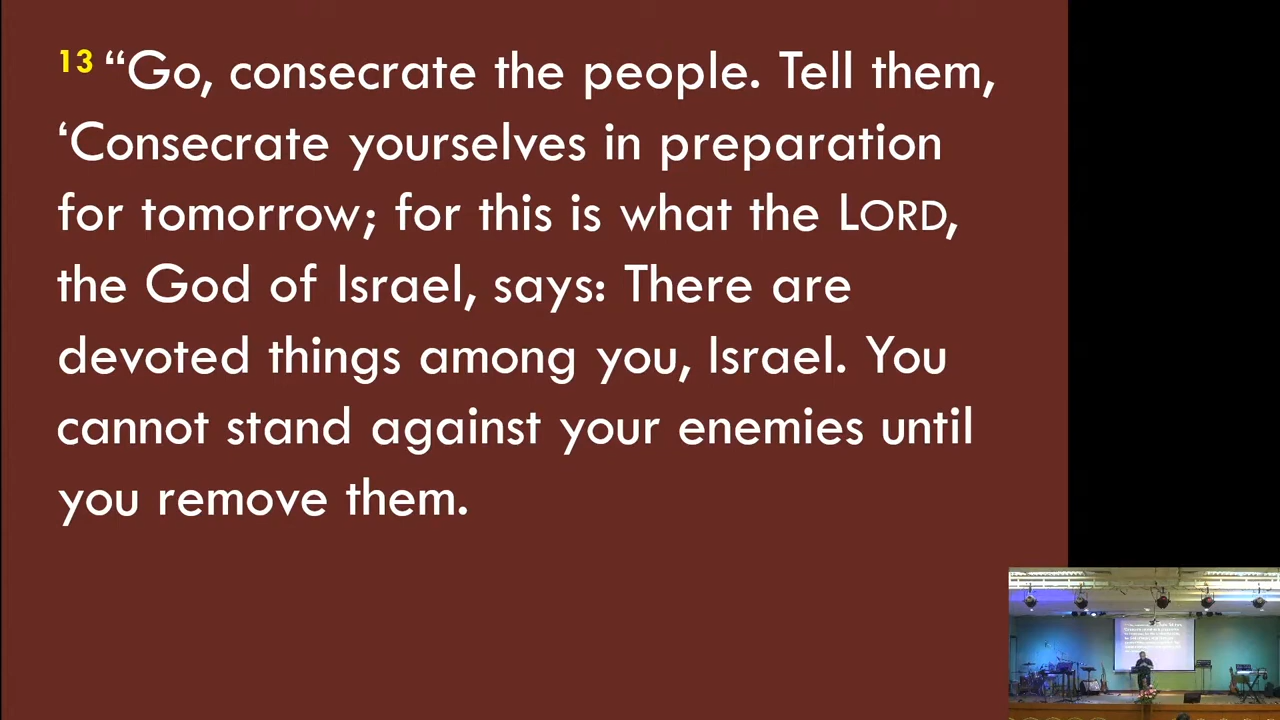 13 “Go, consecrate the people. Tell them,
‘Consecrate yourselves in preparation
for tomorrow; for this is what the LORD,
the God of Israel, says: There are
devoted things among you, Israel. You
cannot stand against your enemies until
you remove them.